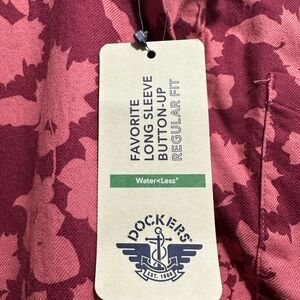 FAVORITE
LONG SLEEVE
BUTTON-UP
REGULAR FIT
Water<Less®
DOCKERS®
EST. 1986